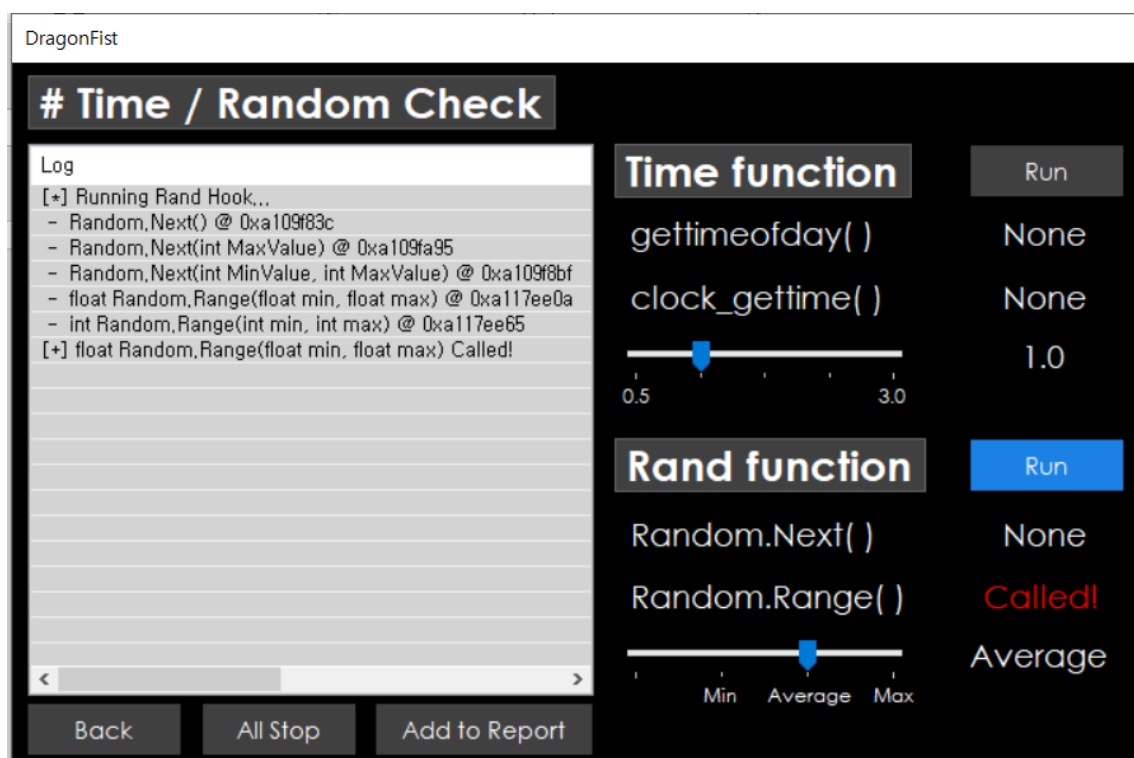 DragonFist
# Time / Random Check
Log
[*] Running Rand Hook,,,
- Random,Next() @ 0xa109f83c
- Random,Next(int MaxValue) @ 0xa109fa95
- Random,Next(int MinValue, int MaxValue) @ 0xa109f8bf
- float Random,Range(float min, float max) @ 0xa117ee0a
- int Random,Range(int min, int max) @ 0xa117ee65
[+] float Random,Range(float min, float max) Called!
Back
All Stop
Add to Report
Time function
Run
gettimeofday( )
None
clock_gettime( )
None
1.0
0.5
3.0
Rand function
Run
Random.Next( )
None
Random.Range( )
Called!
Average
Min
Average
Max